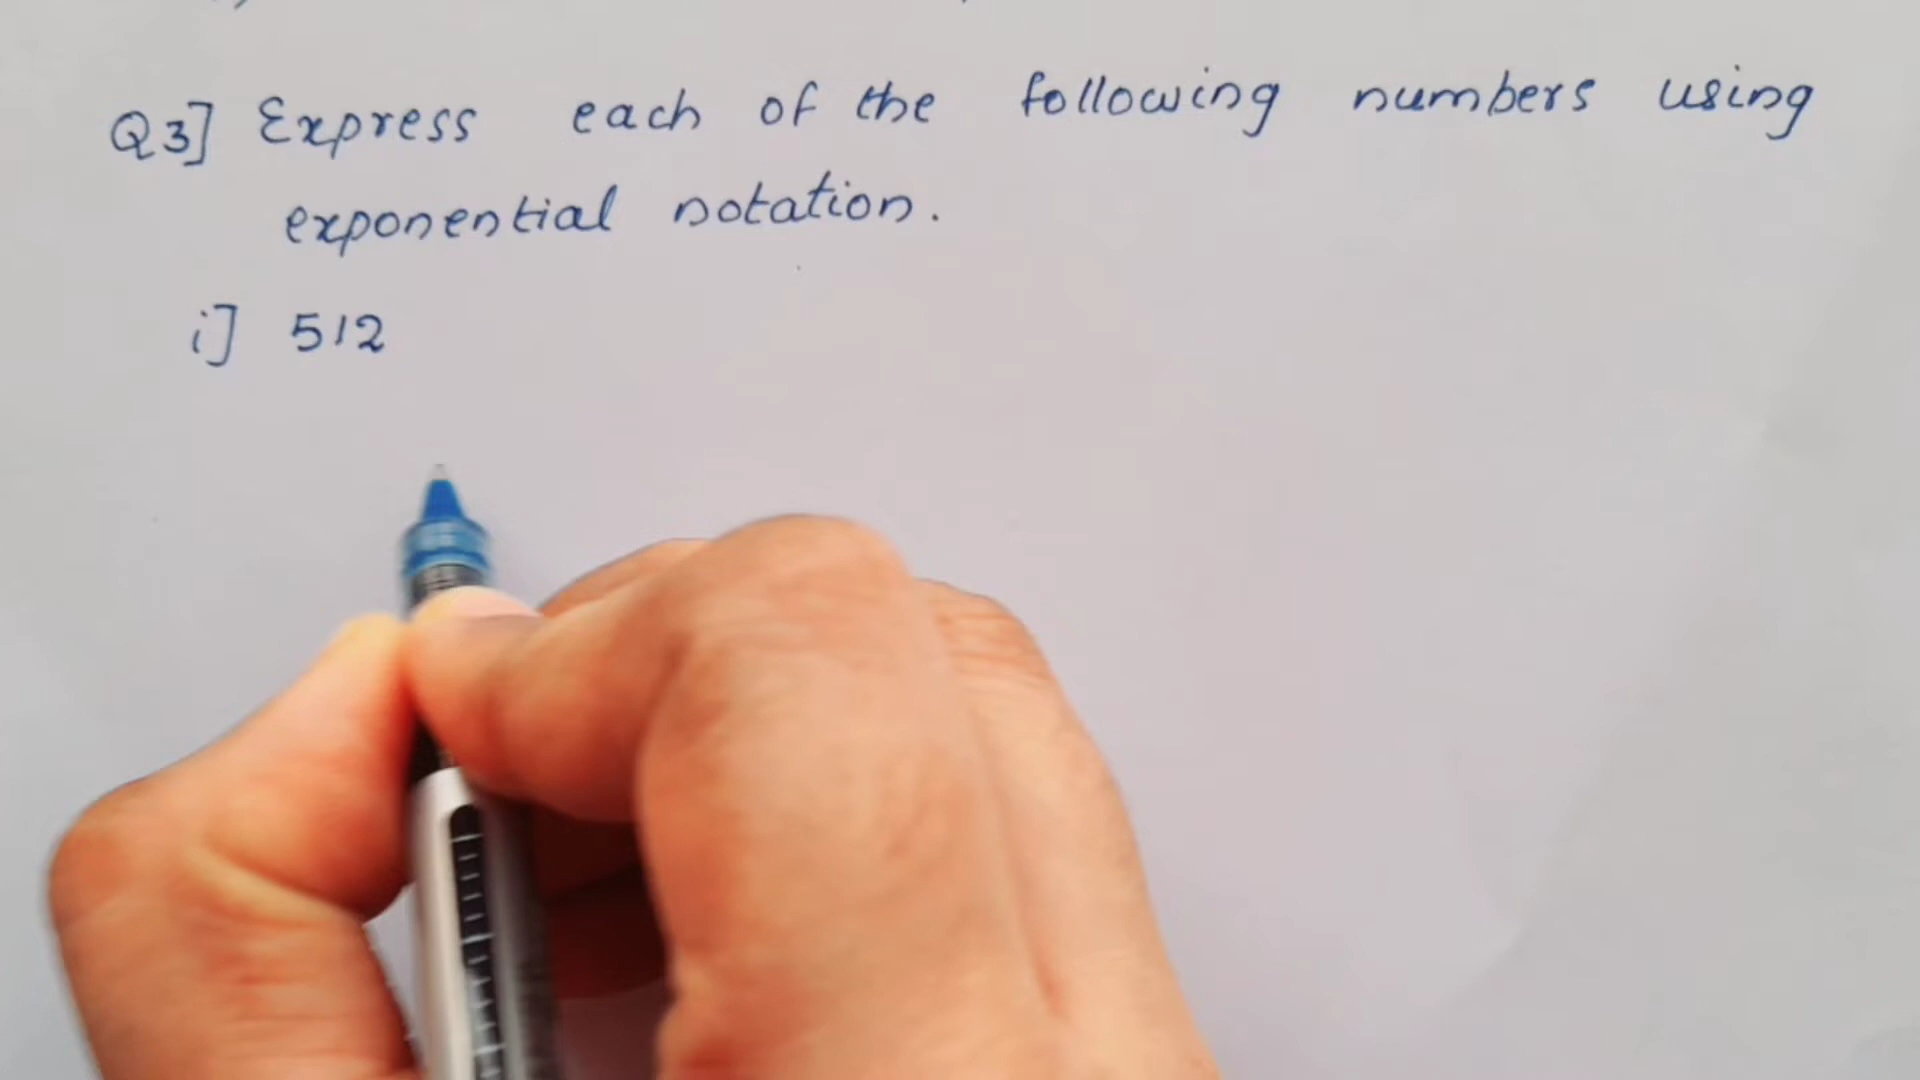 Q3] Express each of the following numbers using
exponential notation.
i] 512